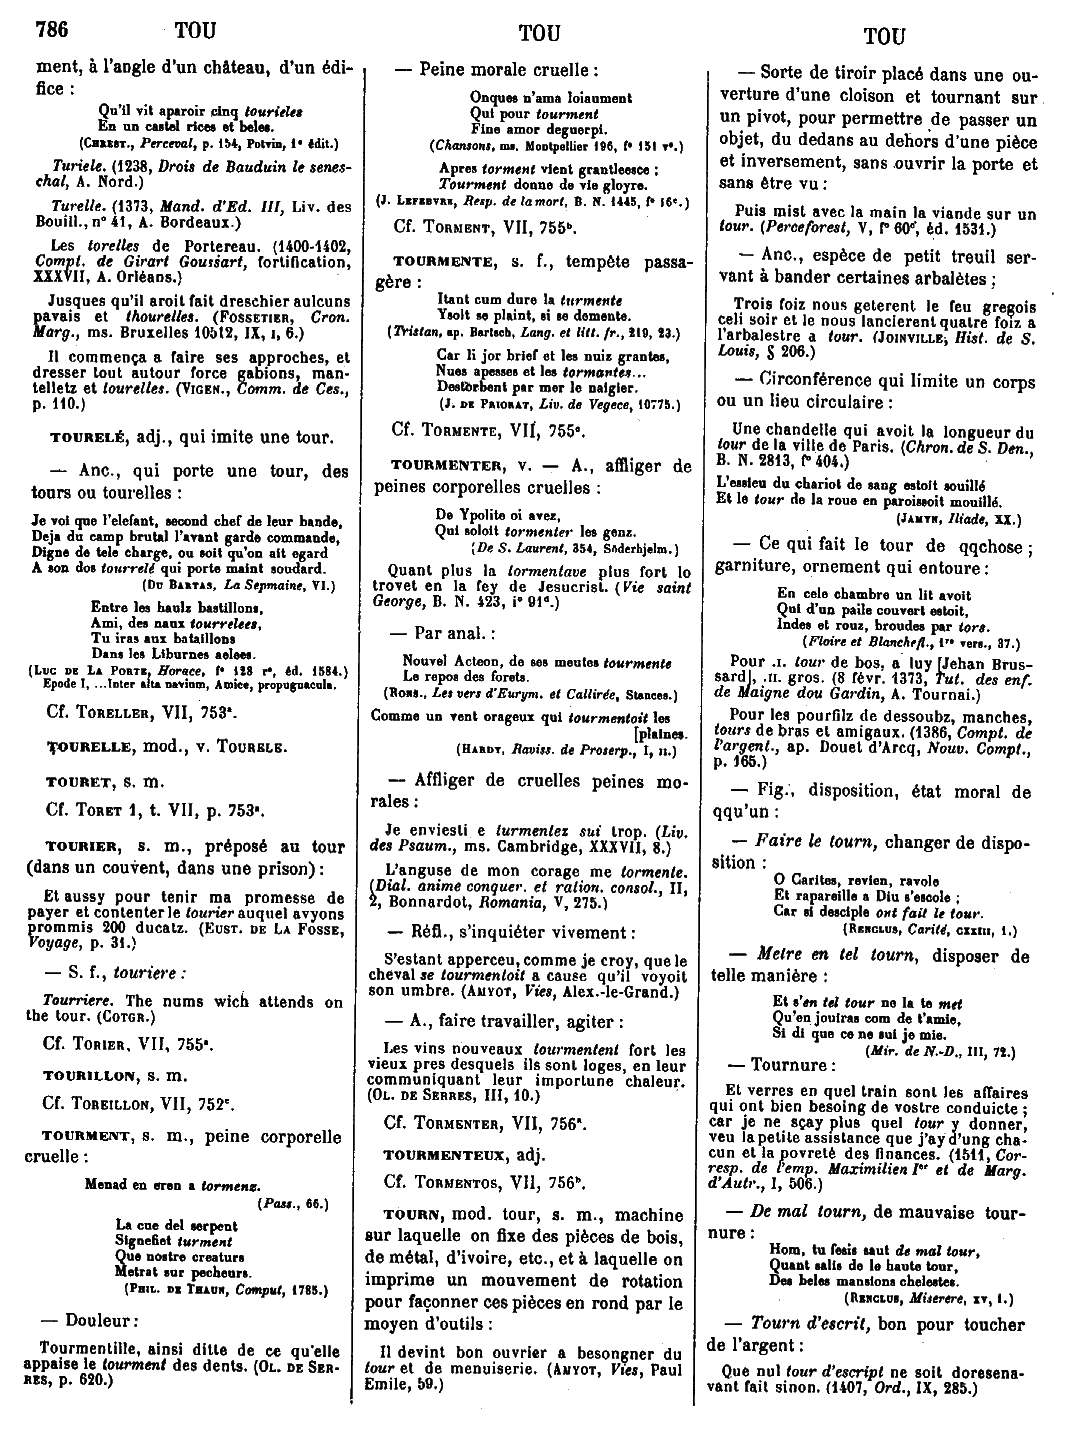 786 TOU TOU TOU
ment, à l'angle d'un château, d'un édi-
fice :
Qu'il vit aparoir cinq tourieles
En un castel rices et beles.
(CHREST., Perceval, p. 154, Potvin, 1e édit.)
Turiele. (1238, Drois de Bauduin le senes-
chal, A. Nord.)
Turelle. (1373, Mand. d'Ed. III, Liv. des
Bouill., n° 41, A. Bordeaux.)
Les torelles de Portereau. (1400-1402,
Compt. de Girart Goussart, fortification,
XXXVII, A. Orléans.)
Jusques qu'il aroit fait dreschier aulcuns
pavais et thourelles. (FOSSETIER, Cron.
Marg., ms. Bruxelles 10512, IX, I, 6.)
Il commença a faire ses approches, et
dresser tout autour force gabions, man-
telletz et tourelles. (VIGEN., Comm. de Ces.,
p. 110.)
TOURELÉ, adj., qui imite une tour.
— Anc., qui porte une tour, des
tours ou tourelles :
Je voi que l'elefant, second chef de leur bande,
Deja du camp brutal l'avant garde commande,
Digne de tele charge, ou soit qu'on ait egard
A son dos tourrelé qui porte maint soudard.
(DU BARTAS, La Sepmaine, VI.)
Entre les haulz bastillons,
Ami, des naux tourrelees,
Tu iras aux bataillons
Dans les Liburnes aelees.
(LUC DE LA PORTE, Horace, f° 128 r°, éd. 1584.)
Epode I, ...Inter alta navium, Amice, propugnacula.
Cf. TORELLER, VII, 753a.
TOURELLE, mod., v. TOURELE.
TOURET, s. m.
Cf. TORET 1, t. VII, p. 753a.
TOURIER, s. m., préposé au tour
(dans un couvent, dans une prison) :
Et aussy pour tenir ma promesse de
payer et contenter le tourier auquel avyons
prommis 200 ducatz. (EUST. DE LA FOSSE,
Voyage, p. 31.)
— S. f., touriere :
Tourriere. The nums wich attends on
the tour. (COTGR.)
Cf. TORIER, VII, 755a.
TOURILLON, s. m.
Cf. TOREILLON, VII, 752c.
TOURMENT, s. m., peine corporelle
cruelle :
Menad en eren a tormenz.
(Pass., 66.)
La cue del serpent
Signefiet turment
Que nostre creature
Metrat sur pecheurs.
(PHIL. DE THAUN, Comput, 1785.)
— Douleur :
Tourmentille, ainsi ditte de ce qu'elle
appaise le tourment des dents. (OL. DE SER-
RES, p. 620.)
— Peine morale cruelle :
Onques n'ama loiaument
Qui pour tourment
Fine amor deguerpi.
(Chansons, ms. Montpellier 196, f° 151 v°.)
Apres torment vient grantleesce ;
Tourment donne de vie gloyre.
(J. LEFEBVRE, Resp. de la mort, B. N. 1445, f° 16c.)
Cf. TORMENT, VII, 755b.
TOURMENTE, s. f., tempête passa-
gère :
Itant cum dure la turmente
Ysolt se plaint, si se demente.
(Tristan, ap. Bartsch, Lang. et litt. fr., 219, 23.)
Car li jor brief et les nuiz grantes,
Nues apesses et les tormantes...
Destorbent par mer le naigier.
(J. DE PRIORAT, Liv. de Vegece, 10775.)
Cf. TORMENTE, VII, 755c.
TOURMENTER, v. — A., affliger de
peines corporelles cruelles :
De Ypolite oi avez,
Qui soloit tormenter les genz.
(De S. Laurent, 354, Söderhjelm.)
Quant plus la tormentave plus fort lo
trovet en la fey de Jesucrist. (Vie saint
George, B. N. 423, f° 91d.)
— Par anal. :
Nouvel Acteon, de ses meutes tourmente
Le repos des forets.
(RONS., Les vers d'Eurym. et Callirée, Stances.)
Comme un vent orageux qui tourmentoit les
[plaines.
(HARDY, Raviss. de Proserp., I, II.)
— Affliger de cruelles peines mo-
rales :
Je enviesti e turmentez sui trop. (Liv.
des Psaum., ms. Cambridge, XXXVII, 8.)
L'anguse de mon corage me tormente.
(Dial. anime conquer. et ration. consol., II,
2, Bonnardot, Romania, V, 275.)
— Réfl., s'inquiéter vivement :
S'estant apperceu, comme je croy, que le
cheval se tourmentoit a cause qu'il voyoit
son umbre. (AMYOT, Vies, Alex.-le-Grand.)
— A., faire travailler, agiter :
Les vins nouveaux tourmentent fort les
vieux pres desquels ils sont loges, en leur
communiquant leur importune chaleur.
(OL. DE SERRES, III, 10.)
Cf. TORMENTER, VII, 756a.
TOURMENTEUX, adj.
Cf. TORMENTOS, VII, 756b.
TOURN, mod. tour, s. m., machine
sur laquelle on fixe des pièces de bois,
de métal, d'ivoire, etc., et à laquelle on
imprime un mouvement de rotation
pour façonner ces pièces en rond par le
moyen d'outils :
Il devint bon ouvrier a besongner du
tour et de menuiserie. (AMYOT, Vies, Paul
Emile, 59.)
— Sorte de tiroir placé dans une ou-
verture d'une cloison et tournant sur
un pivot, pour permettre de passer un
objet, du dedans au dehors d'une pièce
et inversement, sans ouvrir la porte et
sans être vu :
Puis mist avec la main la viande sur un
tour. (Perceforest, V, f° 60d, éd. 1531.)
— Anc., espèce de petit treuil ser-
vant à bander certaines arbalètes ;
Trois foiz nous geterent le feu gregois
celi soir et le nous lancierent quatre foiz a
l'arbalestre a tour. (JOINVILLE, Hist. de S.
Louis, § 206.)
— Circonférence qui limite un corps
ou un lieu circulaire :
Une chandelle qui avoit la longueur du
tour de la ville de Paris. (Chron. de S. Den.,
B. N. 2813, f° 404.)
L'essieu du chariot de sang estoit souillé
Et le tour de la roue en paroissoit mouillé.
(JAMYN, Iliade, XX.)
— Ce qui fait le tour de qqchose ;
garniture, ornement qui entoure :
En cele chambre un lit avoit
Qui d'un paile couvert estoit,
Indes et rouz, broudes par tors.
(Floire et Blanchefl., 1re vers., 37.)
Pour .I. tour de bos, a luy [Jehan Brus-
sard], .II. gros. (8 févr. 1373, Tut. des enf.
de Maigne dou Gardin, A. Tournai.)
Pour les pourfilz de dessoubz, manches,
tours de bras et amigaux. (1386, Compt. de
l'argent., ap. Douet d'Arcq, Nouv. Compt.,
p. 165.)
— Fig., disposition, état moral de
qqu'un :
— Faire le tourn, changer de dispo-
sition :
O Carites, revien, ravole
Et rapareille a Diu s'escole ;
Car si desciple ont fait le tour.
(RENCLUS, Carité, CXXIII, 1.)
— Metre en tel tourn, disposer de
telle manière :
Et s'en tel tour ne la te met
Qu'en jouiras com de t'amie,
Si di que ce ne sui je mie.
(Mir. de N.-D., III, 72.)
— Tournure :
Et verres en quel train sont les affaires
qui ont bien besoing de vostre conduicte ;
car je ne sçay plus quel tour y donner,
veu la petite assistance que j'ay d'ung cha-
cun et la povreté des finances. (1511, Cor-
resp. de l'emp. Maximilien Ier et de Marg.
d'Autr., I, 506.)
— De mal tourn, de mauvaise tour-
nure :
Hom, tu fesis saut de mal tour,
Quant salis de le haute tour,
Des beles mansions chelestes.
(RENCLUS, Miserere, XV, 1.)
— Tourn d'escrit, bon pour toucher
de l'argent :
Que nul tour d'escript ne soit doresena-
vant fait sinon. (1407, Ord., IX, 285.)